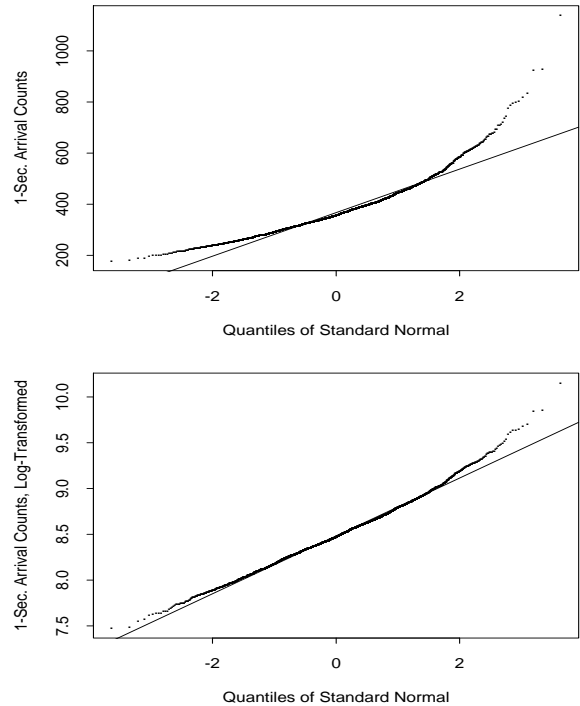 1-Sec. Arrival Counts
1000
800
600
400
200
-2 0 2
Quantiles of Standard Normal
1-Sec. Arrival Counts, Log-Transformed
10.0
9.5
9.0
8.5
8.0
7.5
-2 0 2
Quantiles of Standard Normal